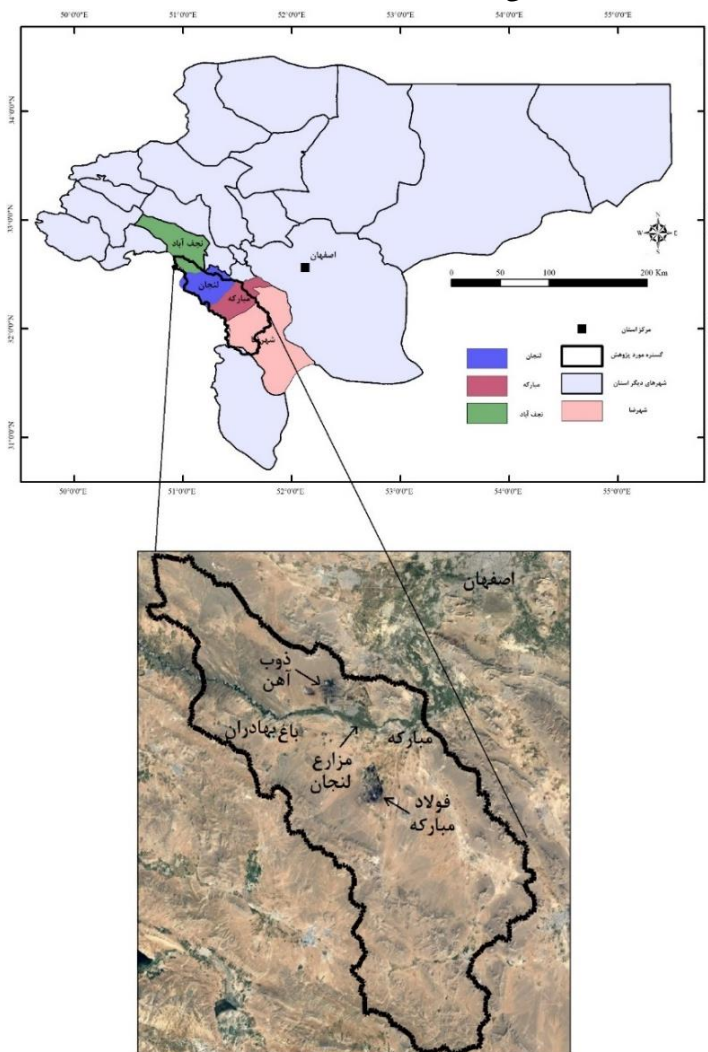 50°0'0"E 51°0'0"E 52°0'0"E 53°0'0"E 54°0'0"E 55°0'0"E
34°0'0"N
33°0'0"N
32°0'0"N
31°0'0"N
N
W E
S
نجف آباد
اصفهان
لنجان
مبارکه
شهرضا
0 50 100 200 Km
مرکز استان
گستره مورد پژوهش
لنجان
شهرهای دیگر استان
مبارکه
شهرضا
نجف آباد
50°0'0"E 51°0'0"E 52°0'0"E 53°0'0"E 54°0'0"E 55°0'0"E
اصفهان
ذوب
آهن
باغ بهادران
مبارکه
مزارع
لنجان
فولاد
مبارکه